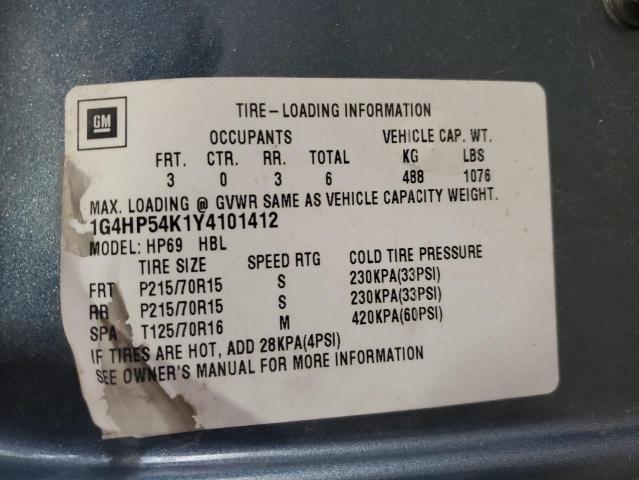 GM
TIRE-LOADING INFORMATION
OCCUPANTS VEHICLE CAP. WT.
FRT. CTR. RR. TOTAL KG LBS
3 0 3 6 488 1076
MAX. LOADING @ GVWR SAME AS VEHICLE CAPACITY WEIGHT.
1G4HP54K1Y4101412
MODEL: HP69 HBL
TIRE SIZE SPEED RTG COLD TIRE PRESSURE
FRT P215/70R15 S 230KPA(33PSI)
RR P215/70R15 S 230KPA(33PSI)
SPA T125/70R16 M 420KPA(60PSI)
IF TIRES ARE HOT, ADD 28KPA(4PSI)
SEE OWNER'S MANUAL FOR MORE INFORMATION